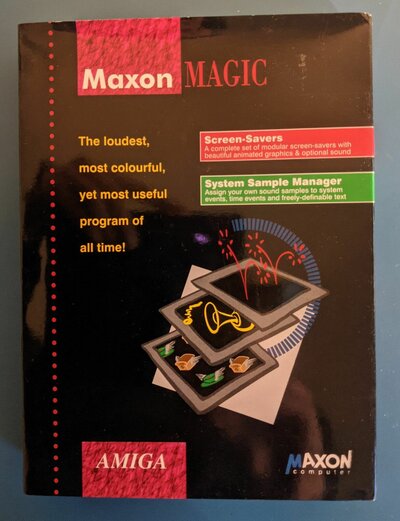 Maxon MAGIC
The loudest,
most colourful,
yet most useful
program of
all time!
Screen-Savers
A complete set of modular screen-savers with
beautiful animated graphics & optional sound
System Sample Manager
Assign your own sound samples to system
events, time events and freely-definable text
AMIGA
MAXON
computer